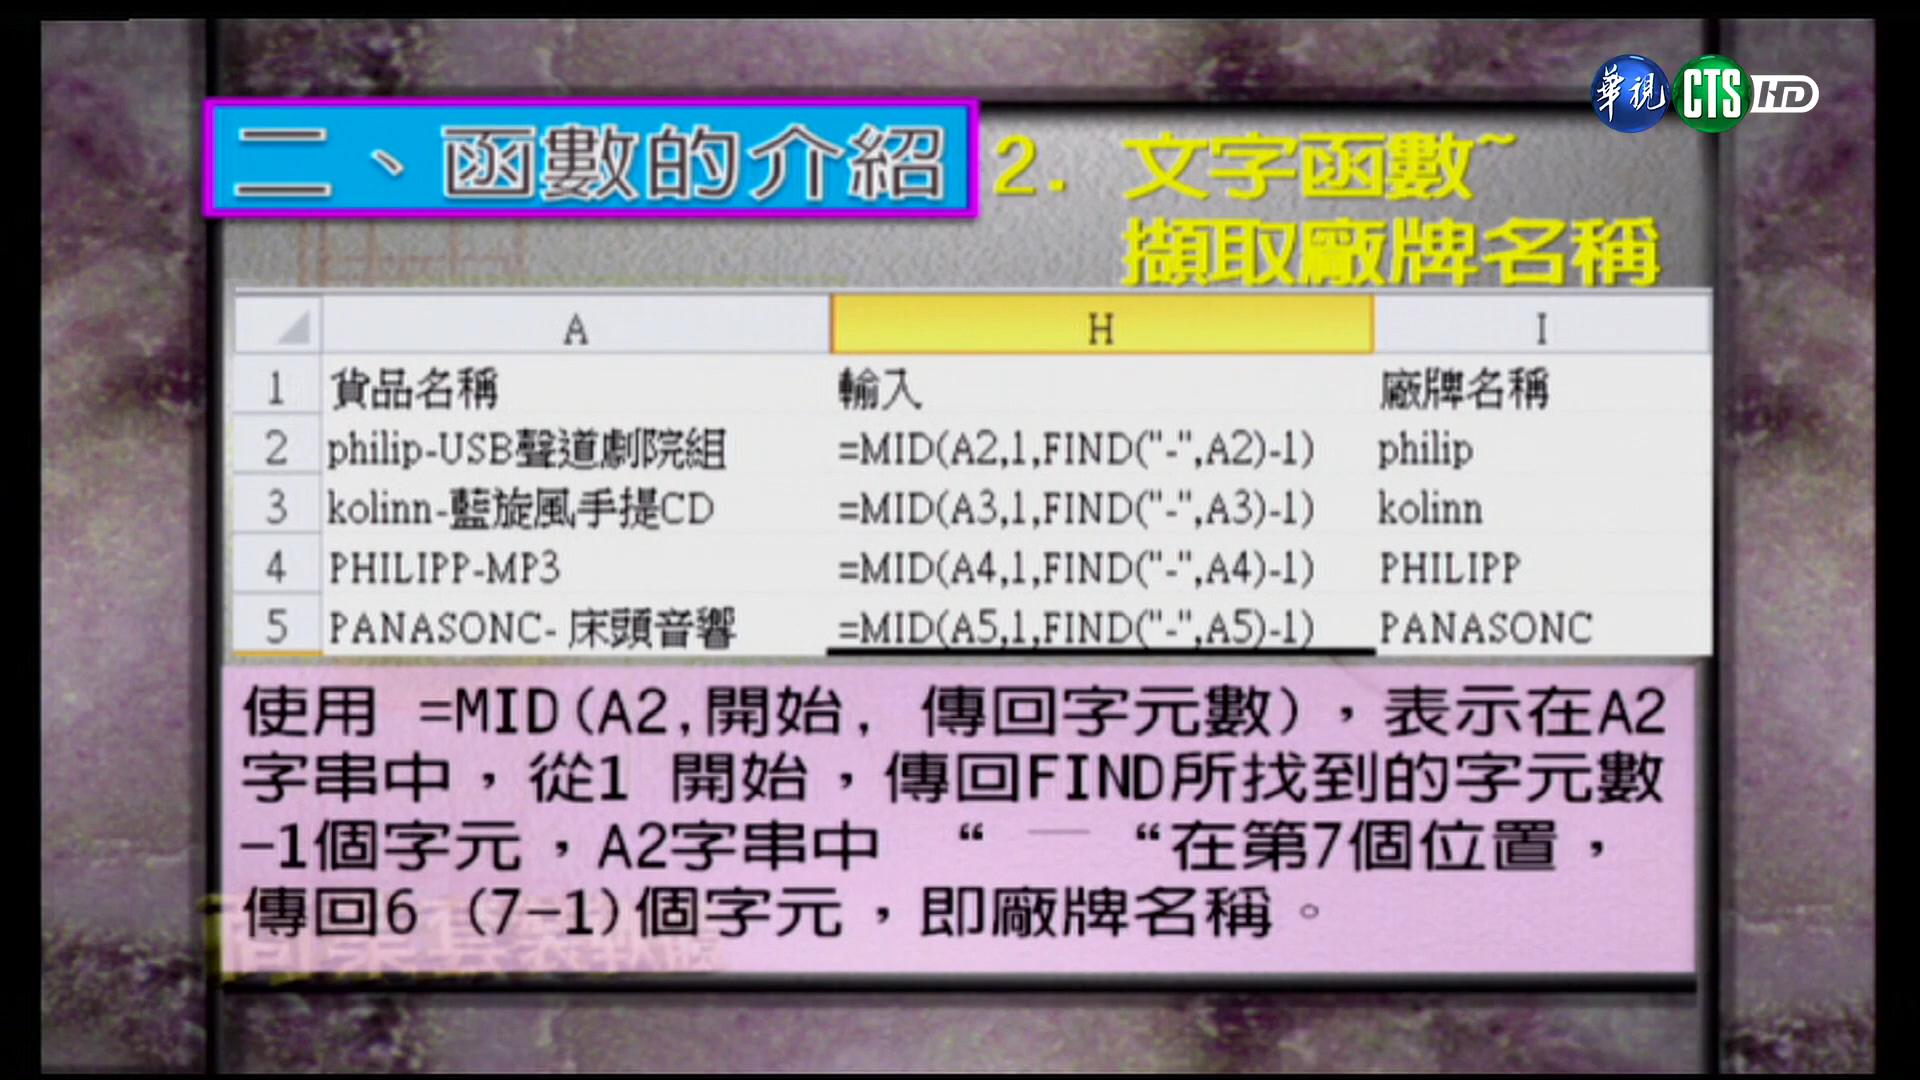 華視 CTS HD
二、函數的介紹
2. 文字函數~
擷取廠牌名稱
A H I
1 貨品名稱 輸入 廠牌名稱
2 philip-USB聲道劇院組 =MID(A2,1,FIND("-",A2)-1) philip
3 kolinn-藍旋風手提CD =MID(A3,1,FIND("-",A3)-1) kolinn
4 PHILIPP-MP3 =MID(A4,1,FIND("-",A4)-1) PHILIPP
5 PANASONC- 床頭音響 =MID(A5,1,FIND("-",A5)-1) PANASONC
使用 =MID(A2,開始, 傳回字元數),表示在A2
字串中,從1 開始,傳回FIND所找到的字元數
-1個字元,A2字串中 “ — “在第7個位置,
傳回6 (7-1)個字元,即廠牌名稱。